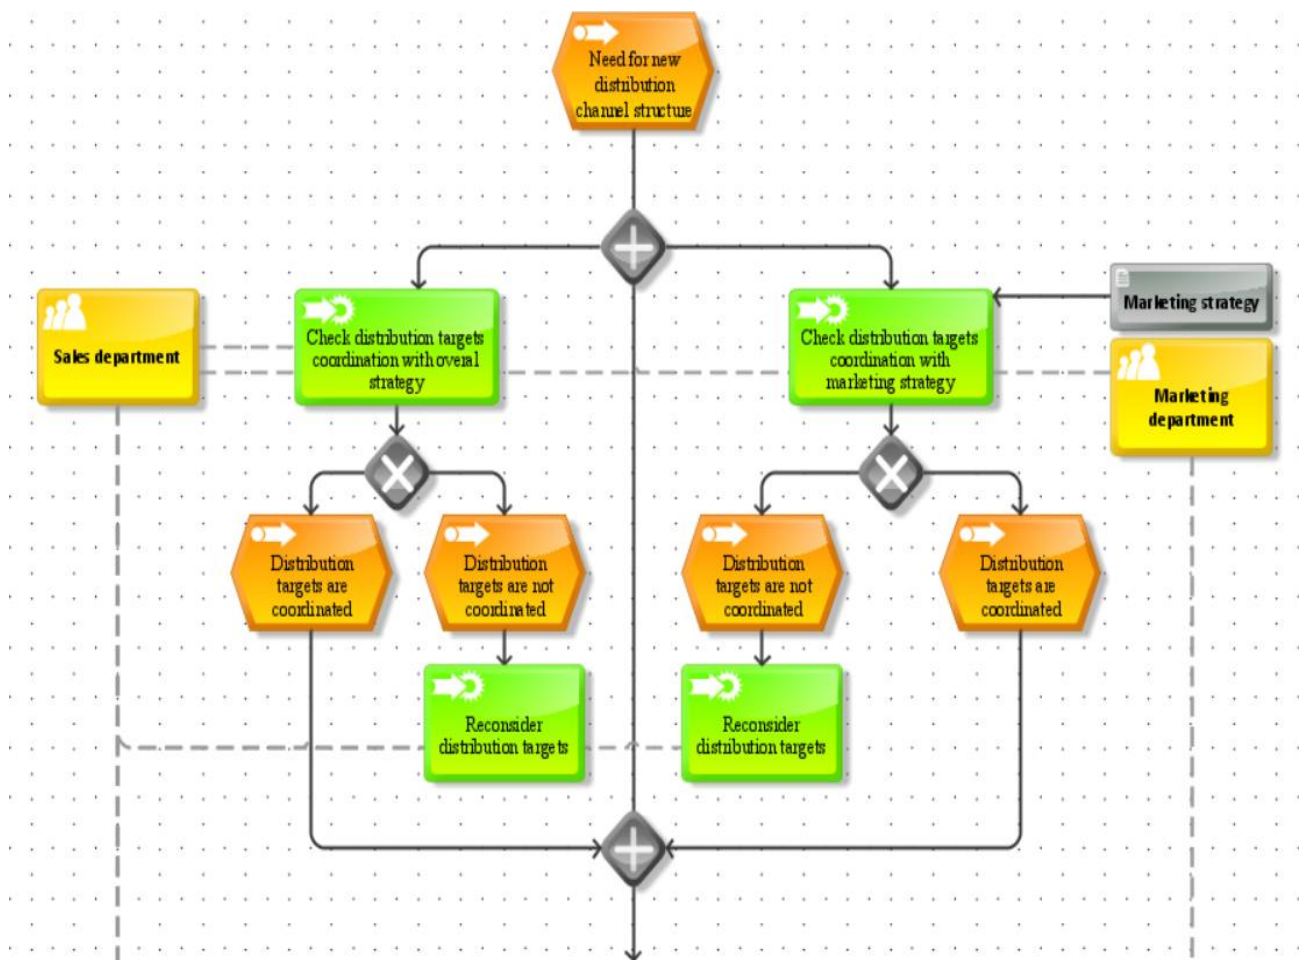 Need for new
distribution
channel structure
Marketing strategy
Sales department
Check distribution targets
coordination with overal
strategy
Check distribution targets
coordination with
marketing strategy
Marketing
department
Distribution
targets are
coordinated
Distribution
targets are not
coordinated
Distribution
targets are not
coordinated
Distribution
targets are
coordinated
Reconsider
distribution targets
Reconsider
distribution targets